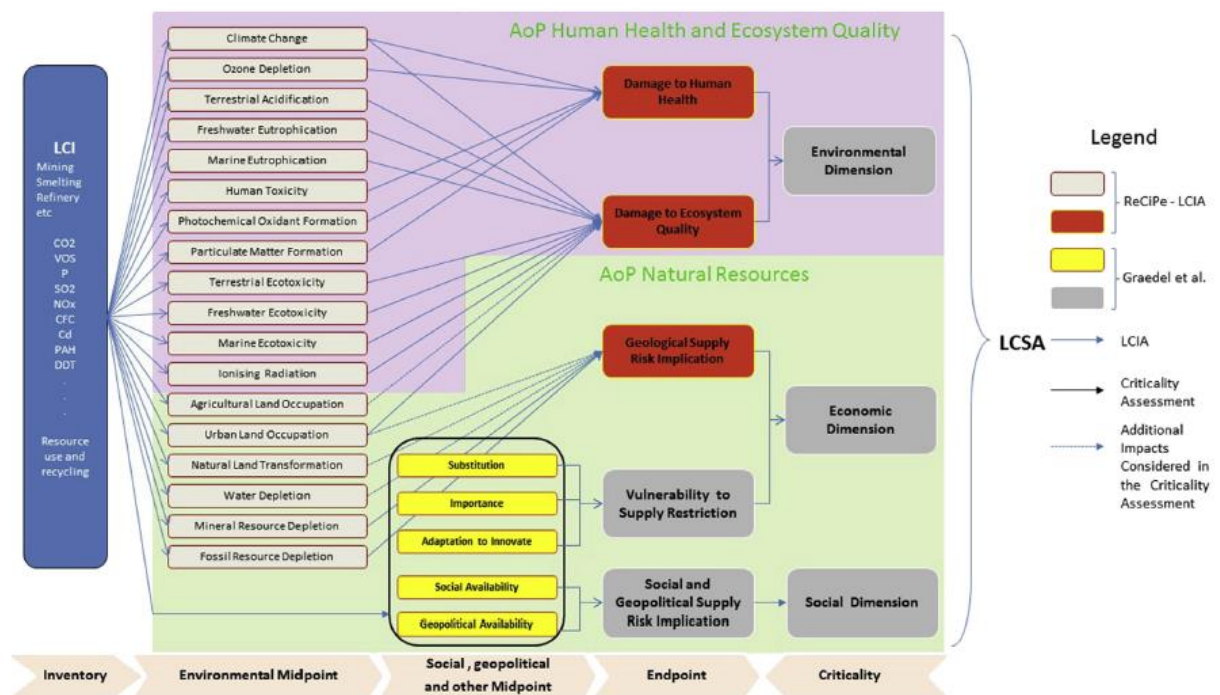 AoP Human Health and Ecosystem Quality
LCI
Mining
Smelting
Refinery
etc
CO2
VOS
P
SO2
NOx
CFC
Cd
PAH
DDT
.
.
.
Resource
use and
recycling
Climate Change
Ozone Depletion
Terrestrial Acidification
Freshwater Eutrophication
Marine Eutrophication
Human Toxicity
Photochemical Oxidant Formation
Particulate Matter Formation
Terrestrial Ecotoxicity
Freshwater Ecotoxicity
Marine Ecotoxicity
Ionising Radiation
Agricultural Land Occupation
Urban Land Occupation
Natural Land Transformation
Water Depletion
Mineral Resource Depletion
Fossil Resource Depletion
Damage to Human
Health
Damage to Ecosystem
Quality
Environmental
Dimension
AoP Natural Resources
Geological Supply
Risk Implication
Economic
Dimension
Substitution
Importance
Adaptation to Innovate
Social Availability
Geopolitical Availability
Vulnerability to
Supply Restriction
Social and
Geopolitical Supply
Risk Implication
Social Dimension
LCSA
Legend
ReCiPe - LCIA
Graedel et al.
LCIA
Criticality
Assessment
Additional
Impacts
Considered in
the Criticality
Assessment
Inventory
Environmental Midpoint
Social , geopolitical
and other Midpoint
Endpoint
Criticality